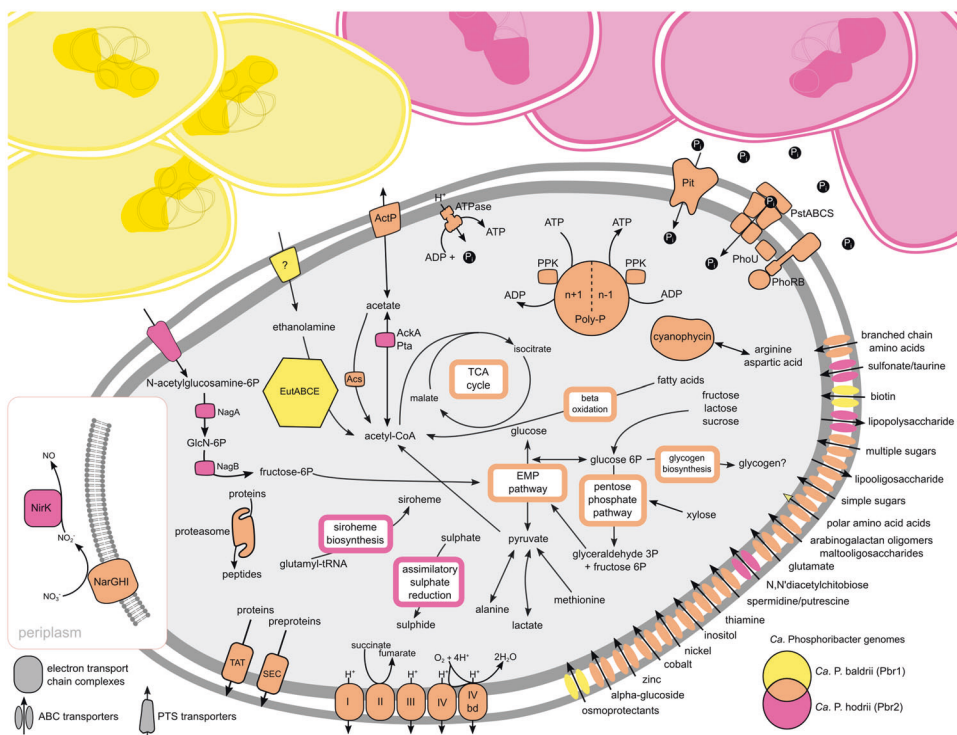 Pi
Pi
Pi
Pi
Pi
Pi
Pi
Pi
Pi
Pit
PstABCS
PhoU
PhoRB
H+
ATPase
ATP
ADP +
ActP
?
ATP
ATP
PPK
PPK
n+1
n-1
ADP
ADP
Poly-P
cyanophycin
arginine
aspartic acid
acetate
ethanolamine
AckA
Pta
EutABCE
Acs
isocitrate
TCA
cycle
malate
acetyl-CoA
beta
oxidation
fatty acids
fructose
lactose
sucrose
N-acetylglucosamine-6P
NagA
GlcN-6P
NagB
fructose-6P
glucose
glucose 6P
glycogen
biosynthesis
glycogen?
EMP
pathway
pentose
phosphate
pathway
xylose
glyceraldehyde 3P
+ fructose 6P
pyruvate
alanine
lactate
methionine
proteins
proteasome
peptides
siroheme
siroheme
biosynthesis
glutamyl-tRNA
sulphate
assimilatory
sulphate
reduction
sulphide
NO
NirK
NO2-
NarGHI
NO3-
periplasm
proteins
preproteins
TAT
SEC
succinate
fumarate
O2 + 4H+
2H2O
H+
H+
H+
H+
I
II
III
IV
IV
bd
branched chain
amino acids
sulfonate/taurine
biotin
lipopolysaccharide
multiple sugars
lipooligosaccharide
simple sugars
polar amino acid acids
arabinogalactan oligomers
maltooligosaccharides
glutamate
N,N'diacetylchitobiose
spermidine/putrescine
thiamine
inositol
nickel
cobalt
zinc
alpha-glucoside
osmoprotectants
electron transport
chain complexes
ABC transporters
PTS transporters
Ca. Phosphoribacter genomes
Ca. P. baldrii (Pbr1)
Ca. P. hodrii (Pbr2)